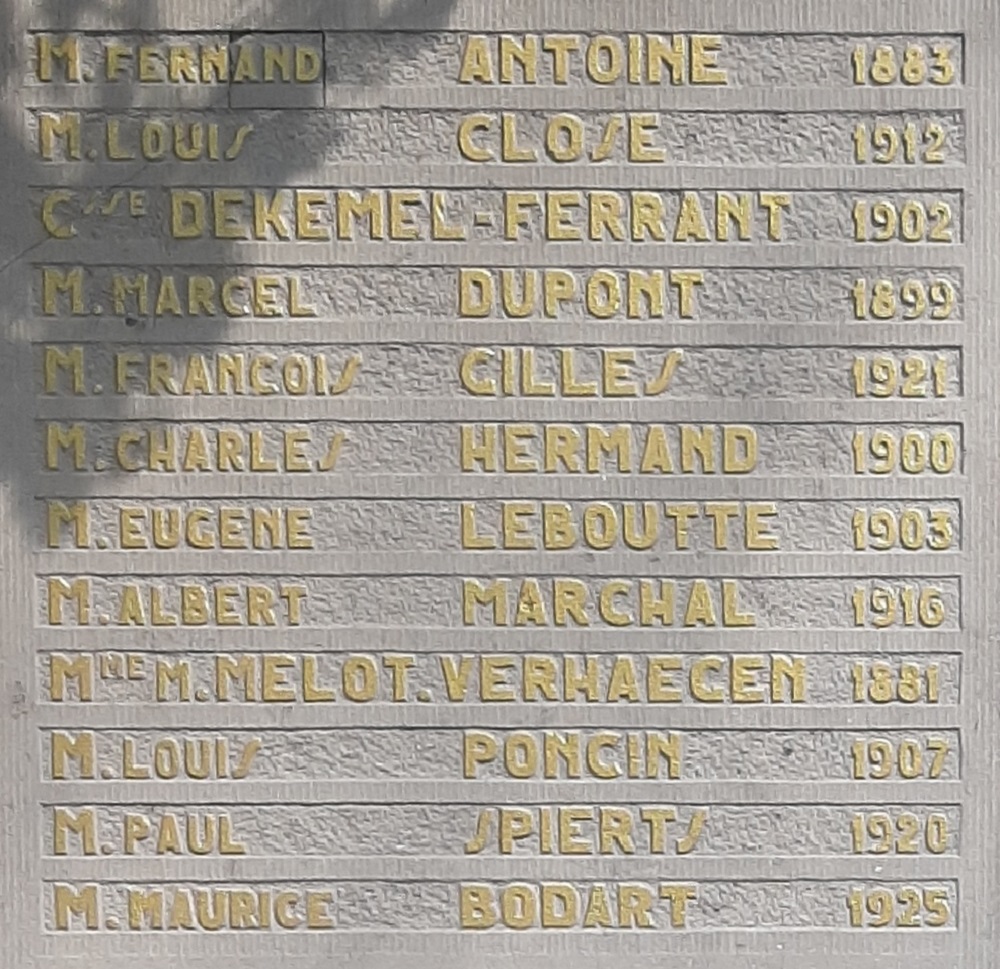 M. FERNAND ANTOINE 1883
M. LOUIS CLOSE 1912
Csse DEKEMEL-FERRANT 1902
M. MARCEL DUPONT 1899
M. FRANCOIS GILLES 1921
M. CHARLES HERMAND 1900
M. EUGENE LEBOUTTE 1903
M. ALBERT MARCHAL 1916
MME M. MELOT.VERHAEGEN 1881
M. LOUIS PONCIN 1907
M. PAUL SPIERTS 1920
M. MAURICE BODART 1925